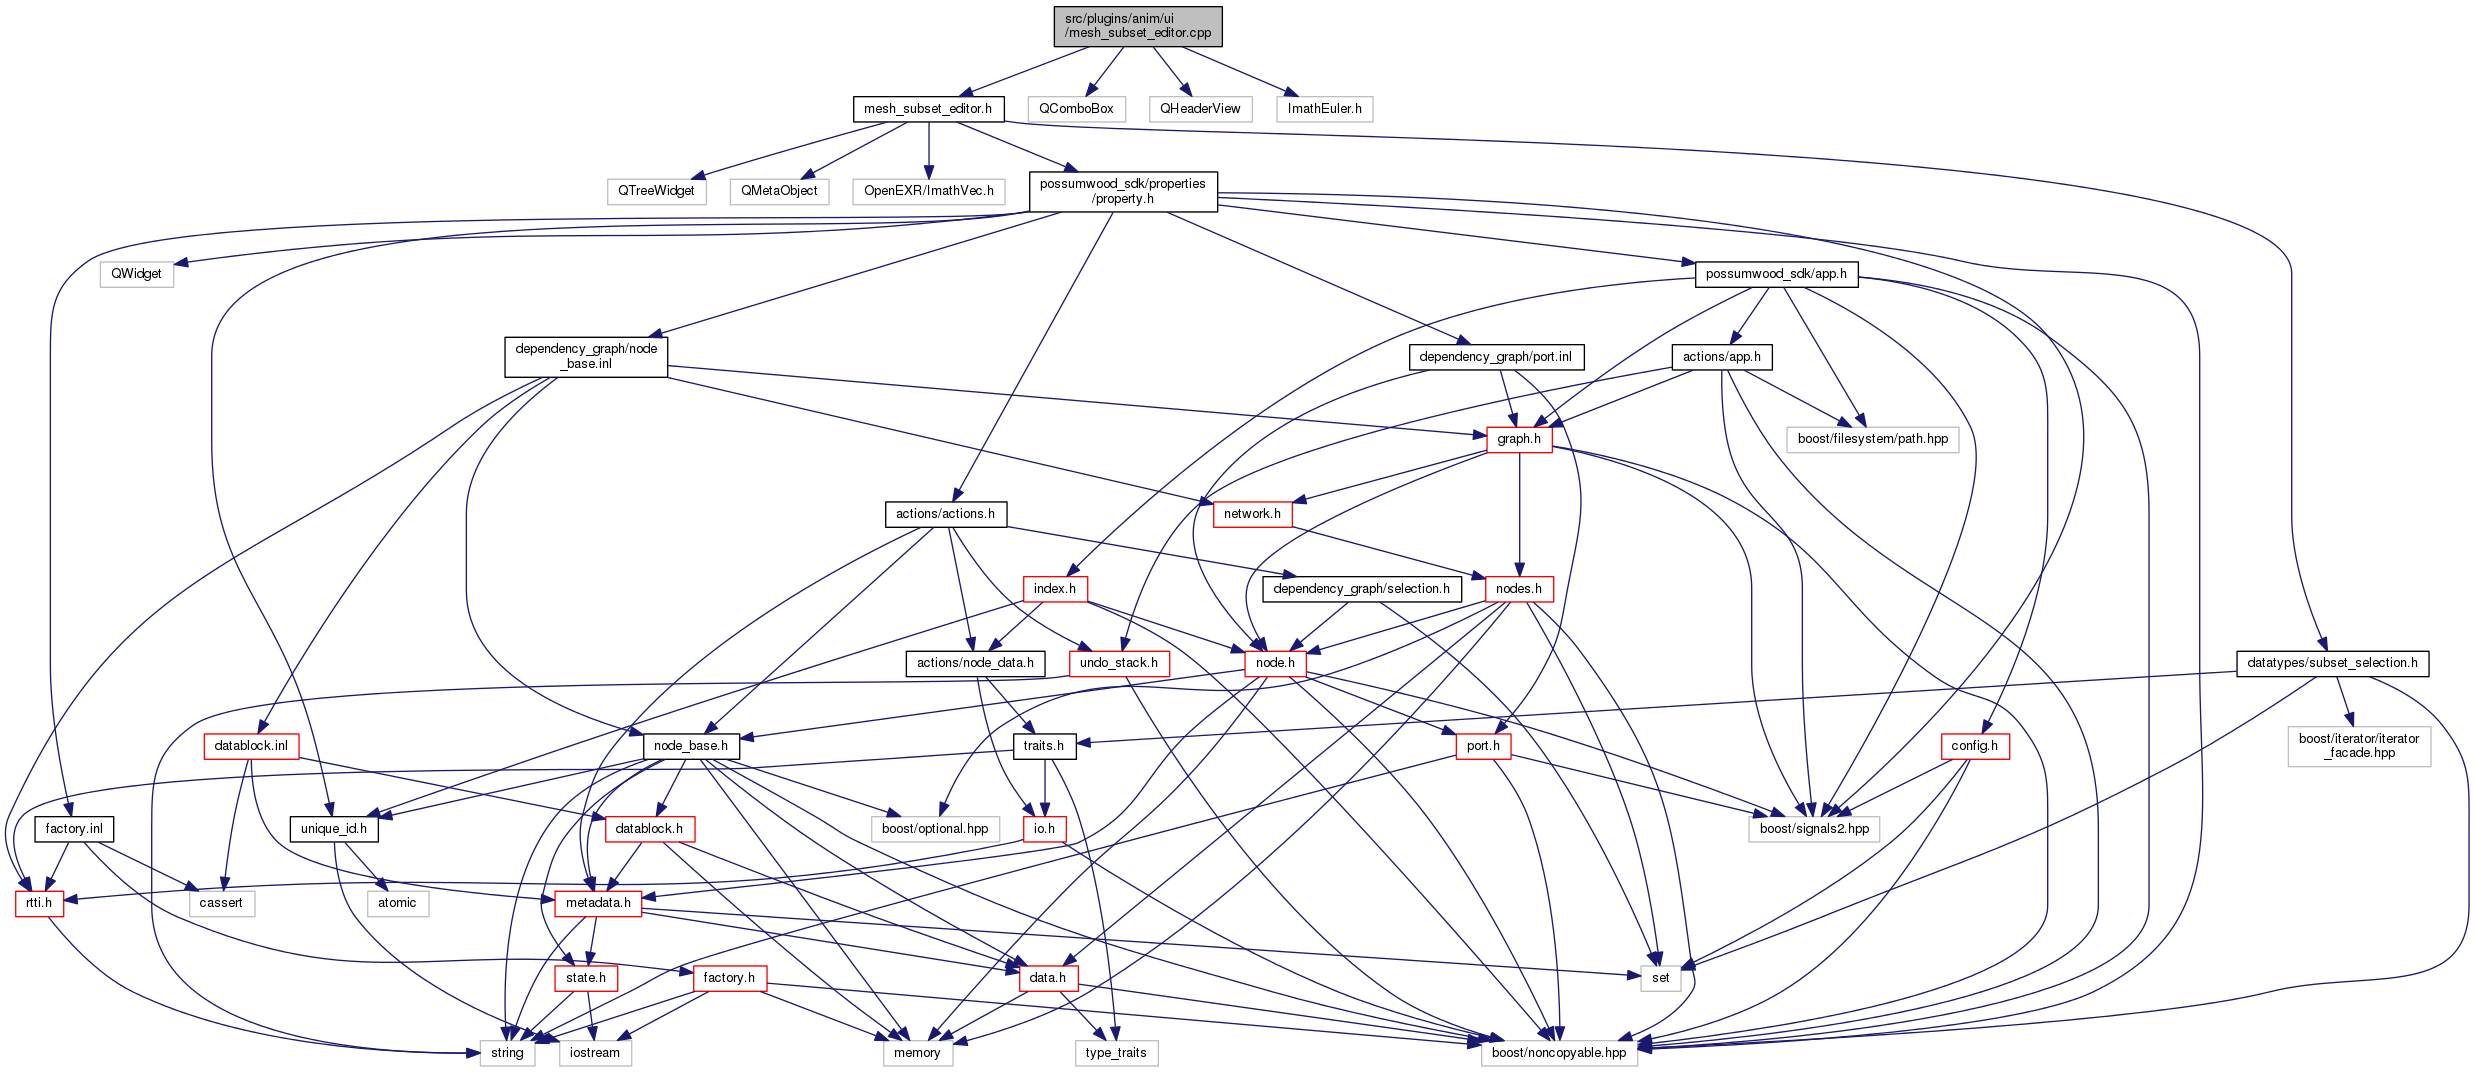 src/plugins/anim/ui
/mesh_subset_editor.cpp
mesh_subset_editor.h
QComboBox
QHeaderView
ImathEuler.h
QTreeWidget
QMetaObject
OpenEXR/ImathVec.h
possumwood_sdk/properties
/property.h
QWidget
possumwood_sdk/app.h
dependency_graph/node
_base.inl
dependency_graph/port.inl
actions/app.h
graph.h
boost/filesystem/path.hpp
actions/actions.h
network.h
index.h
dependency_graph/selection.h
nodes.h
actions/node_data.h
undo_stack.h
node.h
datatypes/subset_selection.h
datablock.inl
node_base.h
traits.h
port.h
config.h
boost/iterator/iterator
_facade.hpp
factory.inl
unique_id.h
datablock.h
boost/optional.hpp
io.h
boost/signals2.hpp
rtti.h
cassert
atomic
metadata.h
state.h
factory.h
data.h
set
string
iostream
memory
type_traits
boost/noncopyable.hpp